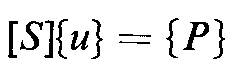 [S]{u} = {P}